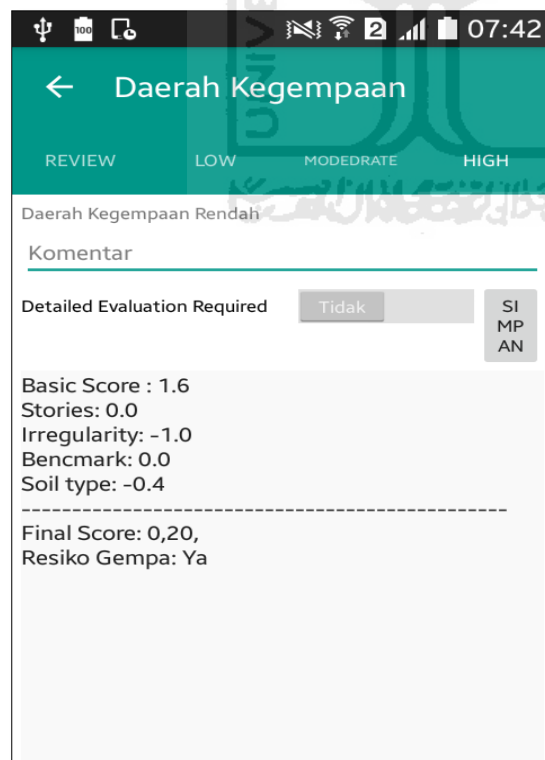 100 2 07:42
Daerah Kegempaan
REVIEW LOW MODEDRATE HIGH
Daerah Kegempaan Rendah
Komentar
Detailed Evaluation Required Tidak SI
MP
AN
Basic Score : 1.6
Stories: 0.0
Irregularity: -1.0
Bencmark: 0.0
Soil type: -0.4
------------------------------------------------
Final Score: 0,20,
Resiko Gempa: Ya